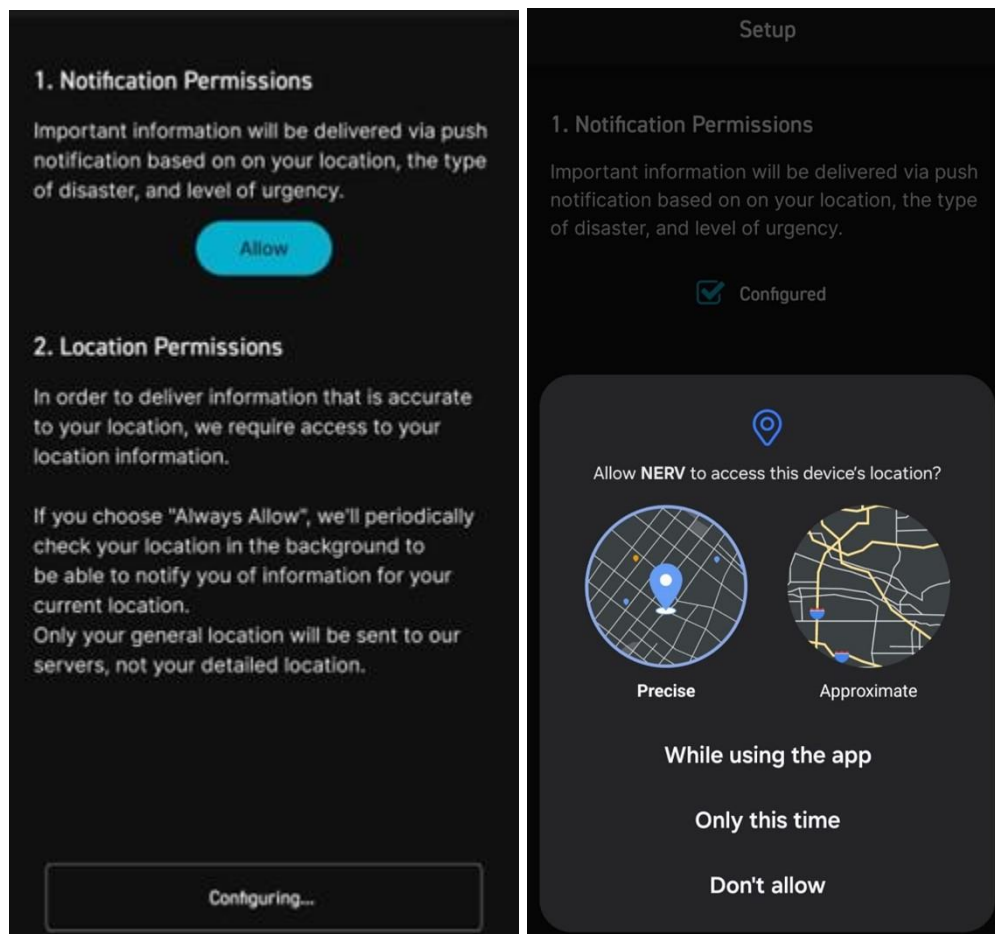 1. Notification Permissions
Important information will be delivered via push
notification based on on your location, the type
of disaster, and level of urgency.
Allow
2. Location Permissions
In order to deliver information that is accurate
to your location, we require access to your
location information.
If you choose "Always Allow", we'll periodically
check your location in the background to
be able to notify you of information for your
current location.
Only your general location will be sent to our
servers, not your detailed location.
Configuring...
Setup
1. Notification Permissions
Important information will be delivered via push
notification based on on your location, the type
of disaster, and level of urgency.
Configured
Allow NERV to access this device's location?
Precise
Approximate
While using the app
Only this time
Don't allow